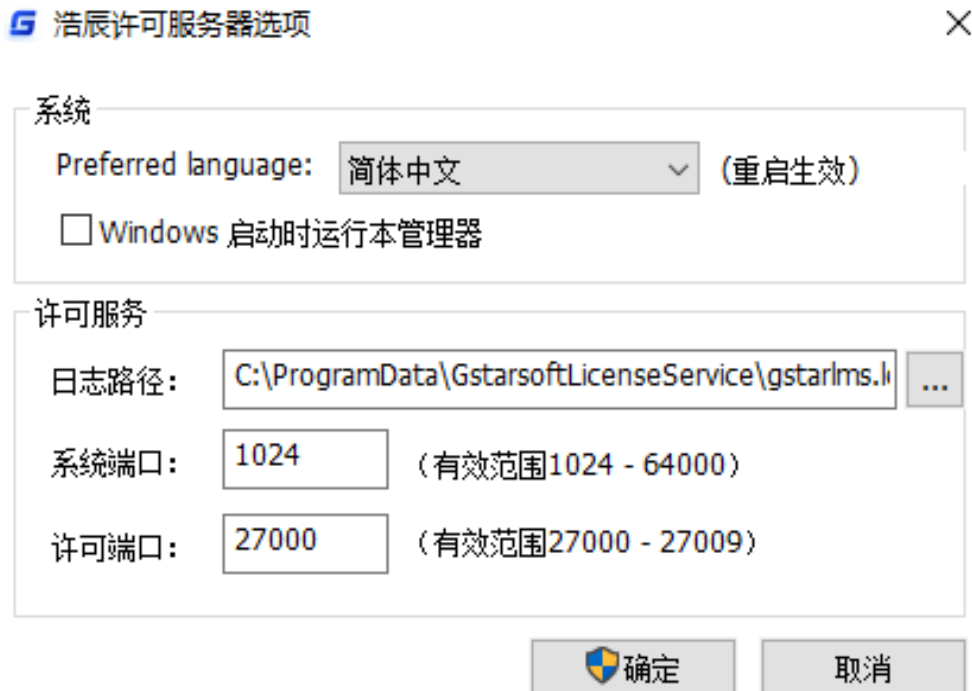 浩辰许可服务器选项
系统
Preferred language: 简体中文 (重启生效)
Windows 启动时运行本管理器
许可服务
日志路径: C:\ProgramData\GstarsoftLicenseService\gstarlms.l ...
系统端口: 1024 (有效范围1024 - 64000)
许可端口: 27000 (有效范围27000 - 27009)
确定 取消